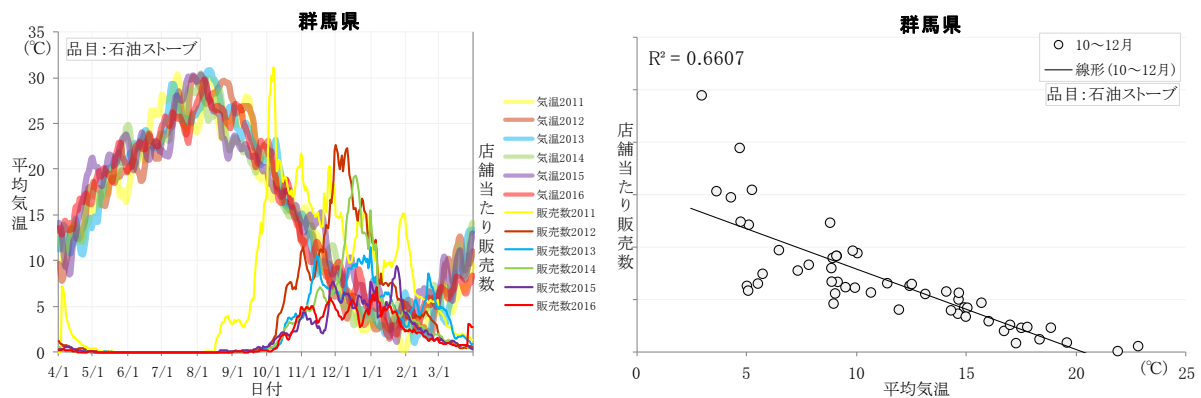 群馬県
35
(℃)
品目：石油ストーブ
30
25
20
15
10
5
0
平均気温
4/1 5/1 6/1 7/1 8/1 9/1 10/1 11/1 12/1 1/1 2/1 3/1
日付
店舗当たり販売数
気温2011
気温2012
気温2013
気温2014
気温2015
気温2016
販売数2011
販売数2012
販売数2013
販売数2014
販売数2015
販売数2016
群馬県
R² = 0.6607
10～12月
線形 (10～12月)
品目：石油ストーブ
店舗当たり販売数
0 5 10 15 20 25
(℃)
平均気温